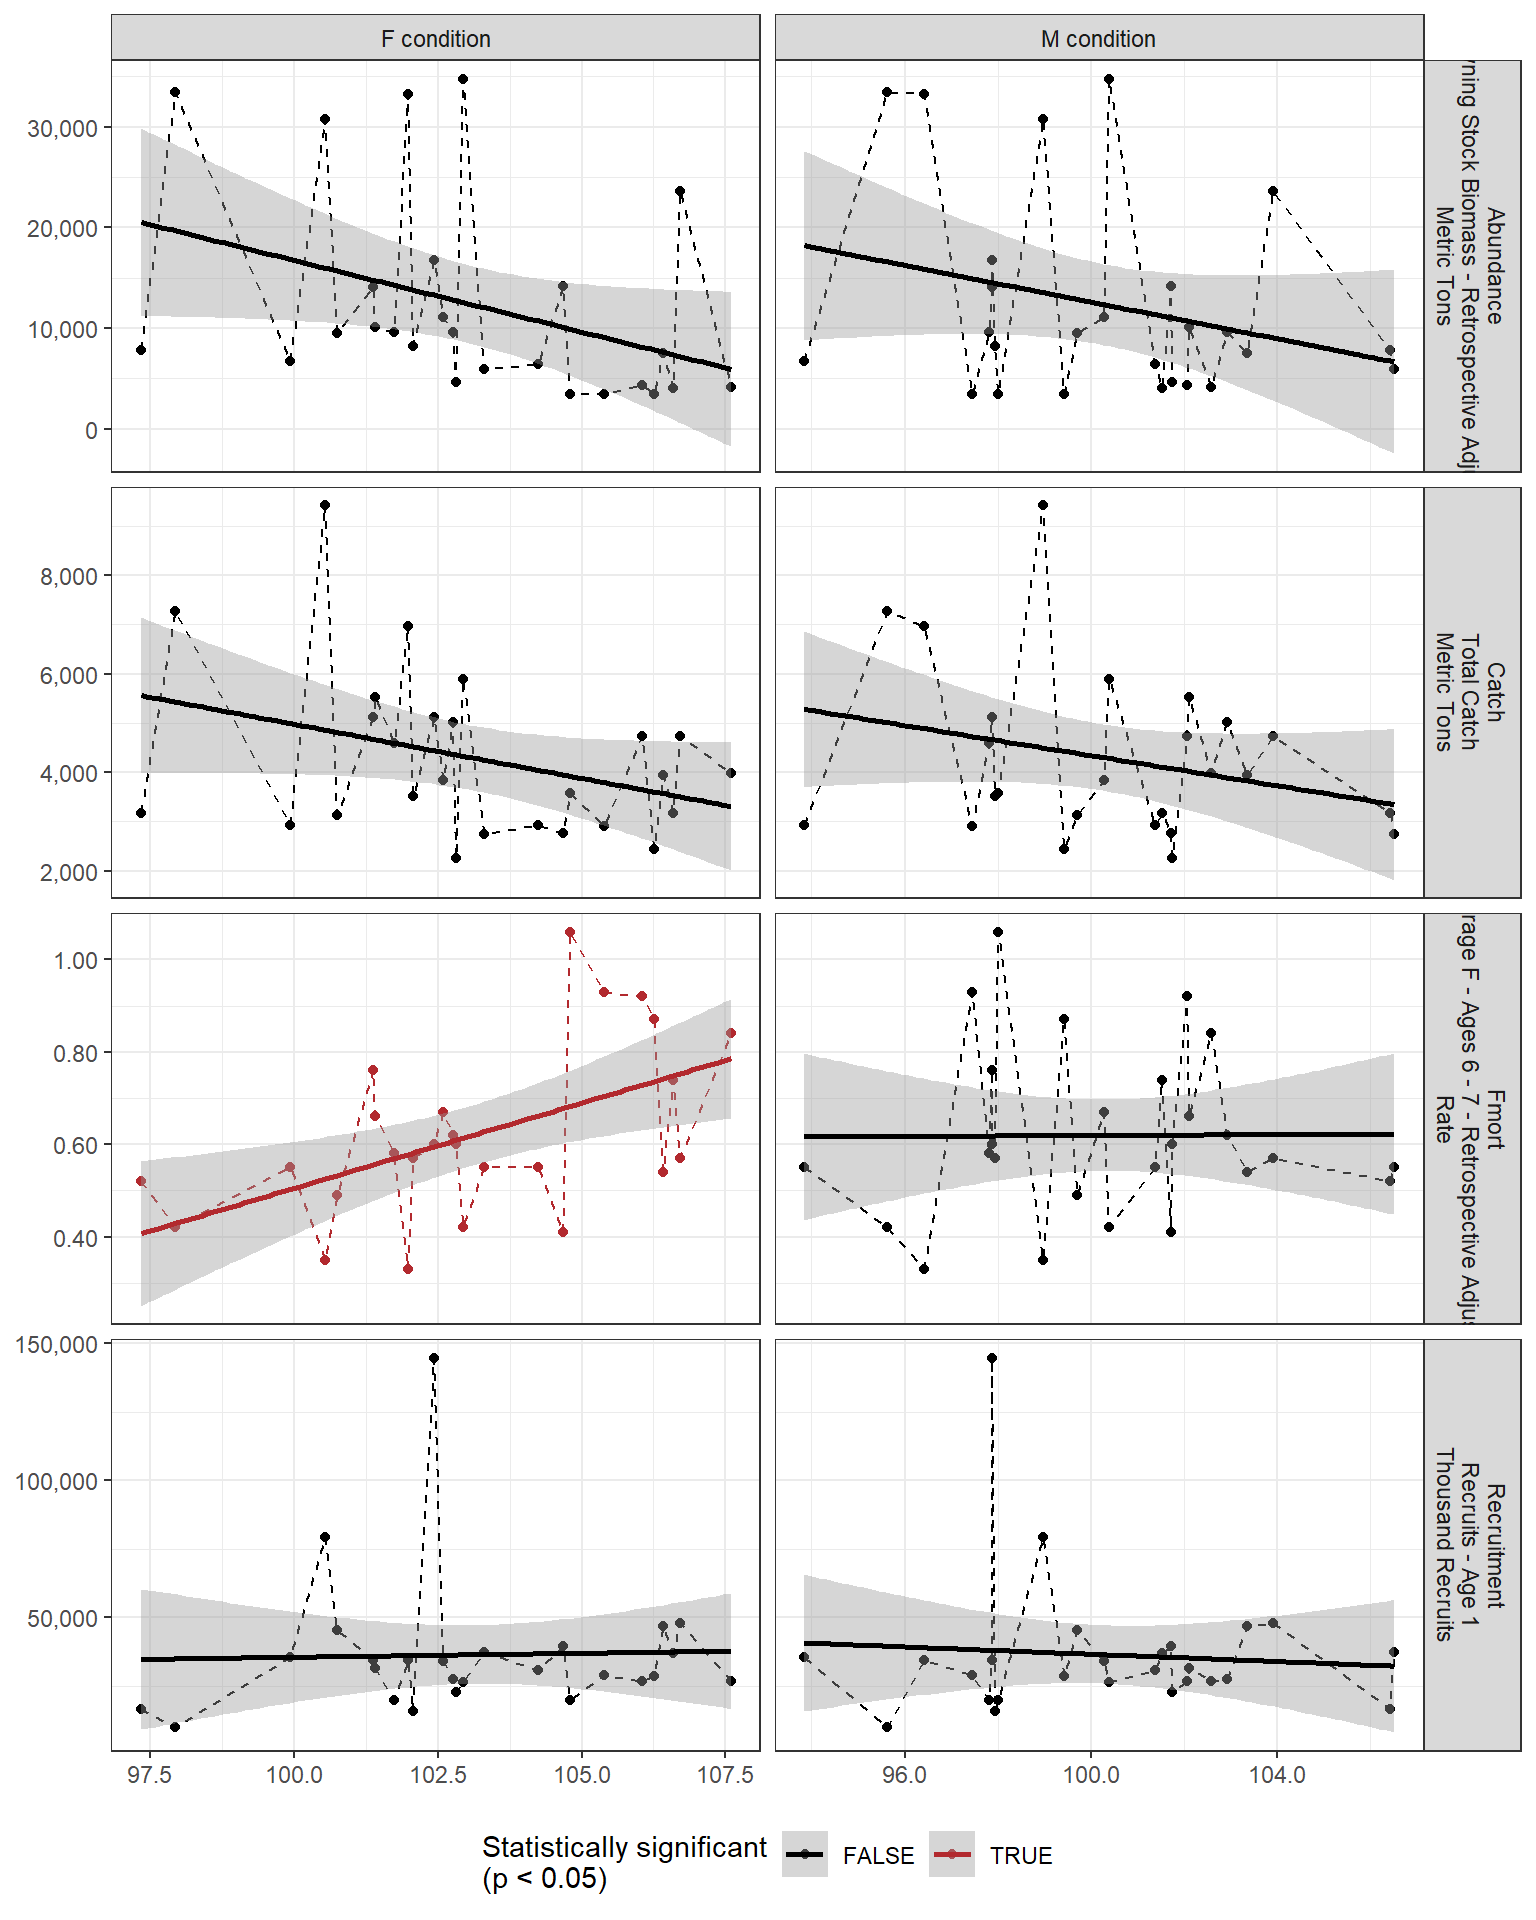 F condition
M condition
30,000
20,000
10,000
0
Abundance
Stock Biomass - Retrospective
Metric Tons
8,000
6,000
4,000
2,000
Catch
Total Catch
Metric Tons
1.00
0.80
0.60
0.40
Fmort
F - Ages 6 - 7 - Retrospective
Rate
150,000
100,000
50,000
Recruitment
Recruits - Age 1
Thousand Recruits
97.5
100.0
102.5
105.0
107.5
96.0
100.0
104.0
Statistically significant
(p < 0.05)
FALSE
TRUE